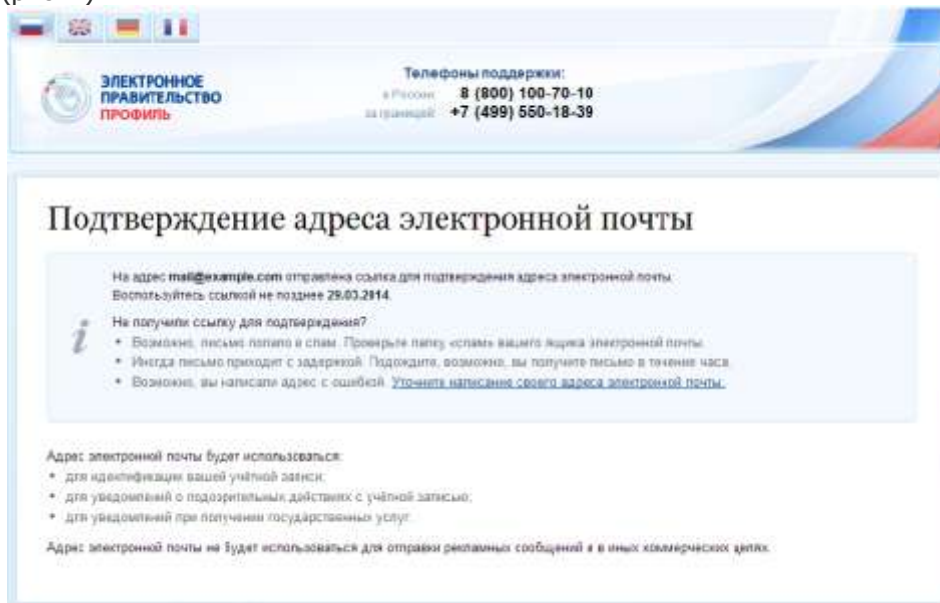 ЭЛЕКТРОННОЕ
ПРАВИТЕЛЬСТВО
ПРОФИЛЬ
Телефоны поддержки:
в России: 8 (800) 100-70-10
за границей: +7 (499) 550-18-39
Подтверждение адреса электронной почты
На адрес mail@example.com отправлена ссылка для подтверждения адреса электронной почты.
Воспользуйтесь ссылкой не позднее 29.03.2014.
Не получили ссылку для подтверждения?
• Возможно, письмо попало в спам. Проверьте папку «спам» вашего ящика электронной почты.
• Иногда письмо приходит с задержкой. Подождите, возможно, вы получите письмо в течение часа.
• Возможно, вы написали адрес с ошибкой. Уточните написание своего адреса электронной почты.
Адрес электронной почты будет использоваться:
• для идентификации вашей учётной записи;
• для уведомлений о подозрительных действиях с учётной записью;
• для уведомлений при получении государственных услуг.
Адрес электронной почты не будет использоваться для отправки рекламных сообщений и в иных коммерческих целях.